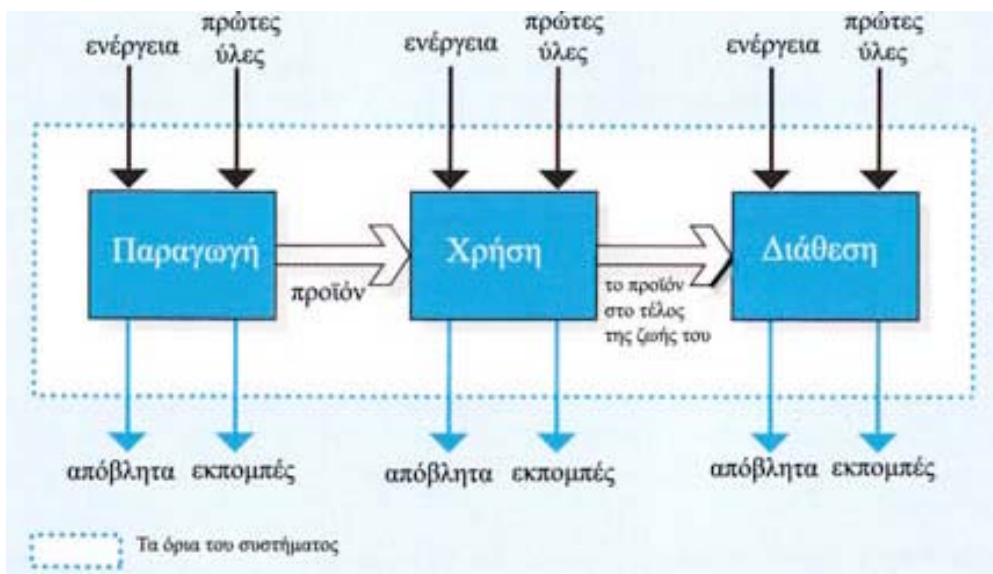 ενέργεια
πρώτες
ύλες
ενέργεια
πρώτες
ύλες
ενέργεια
πρώτες
ύλες
Παραγωγή
προϊόν
Χρήση
το προϊόν
στο τέλος
της ζωής του
Διάθεση
απόβλητα
εκπομπές
απόβλητα
εκπομπές
απόβλητα
εκπομπές
Τα όρια του συστήματος